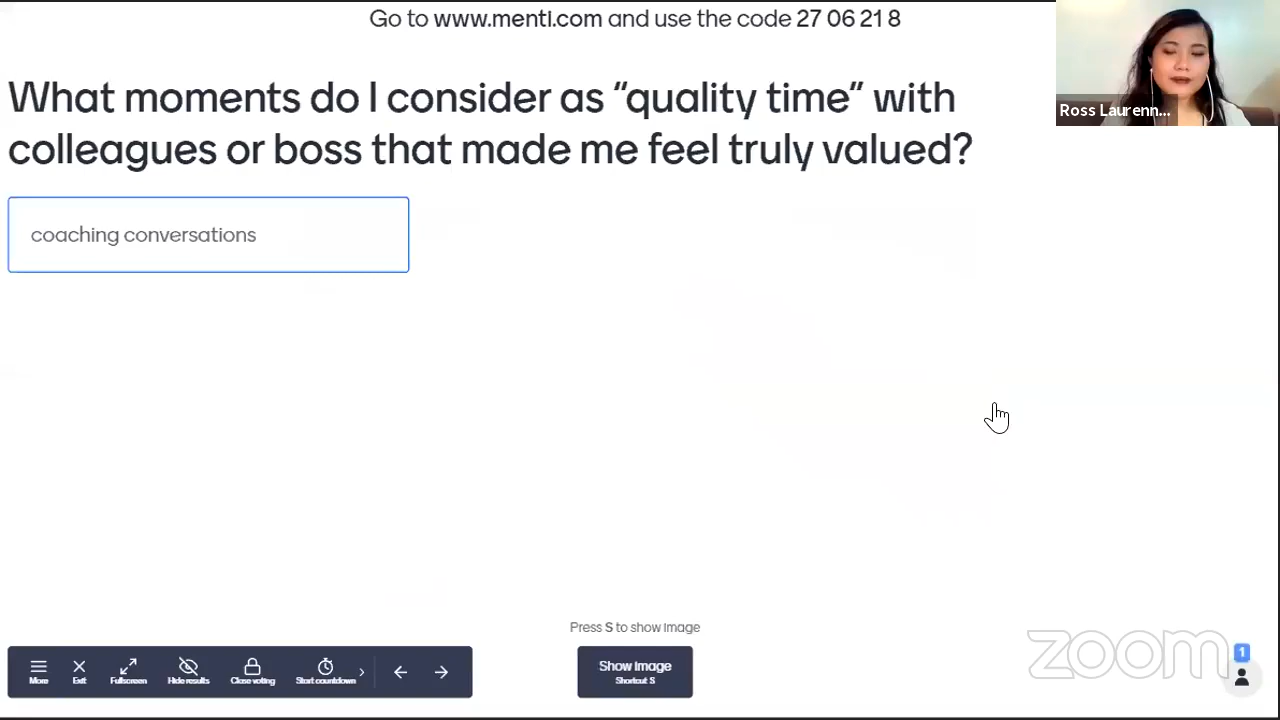 Go to www.menti.com and use the code 27 06 21 8
Ross Laurenn...
What moments do I consider as “quality time” with
colleagues or boss that made me feel truly valued?
coaching conversations
Press S to show image
More
Exit
Fullscreen
Hide results
Close voting
Start countdown
Show image
Shortcut S
zoom
1